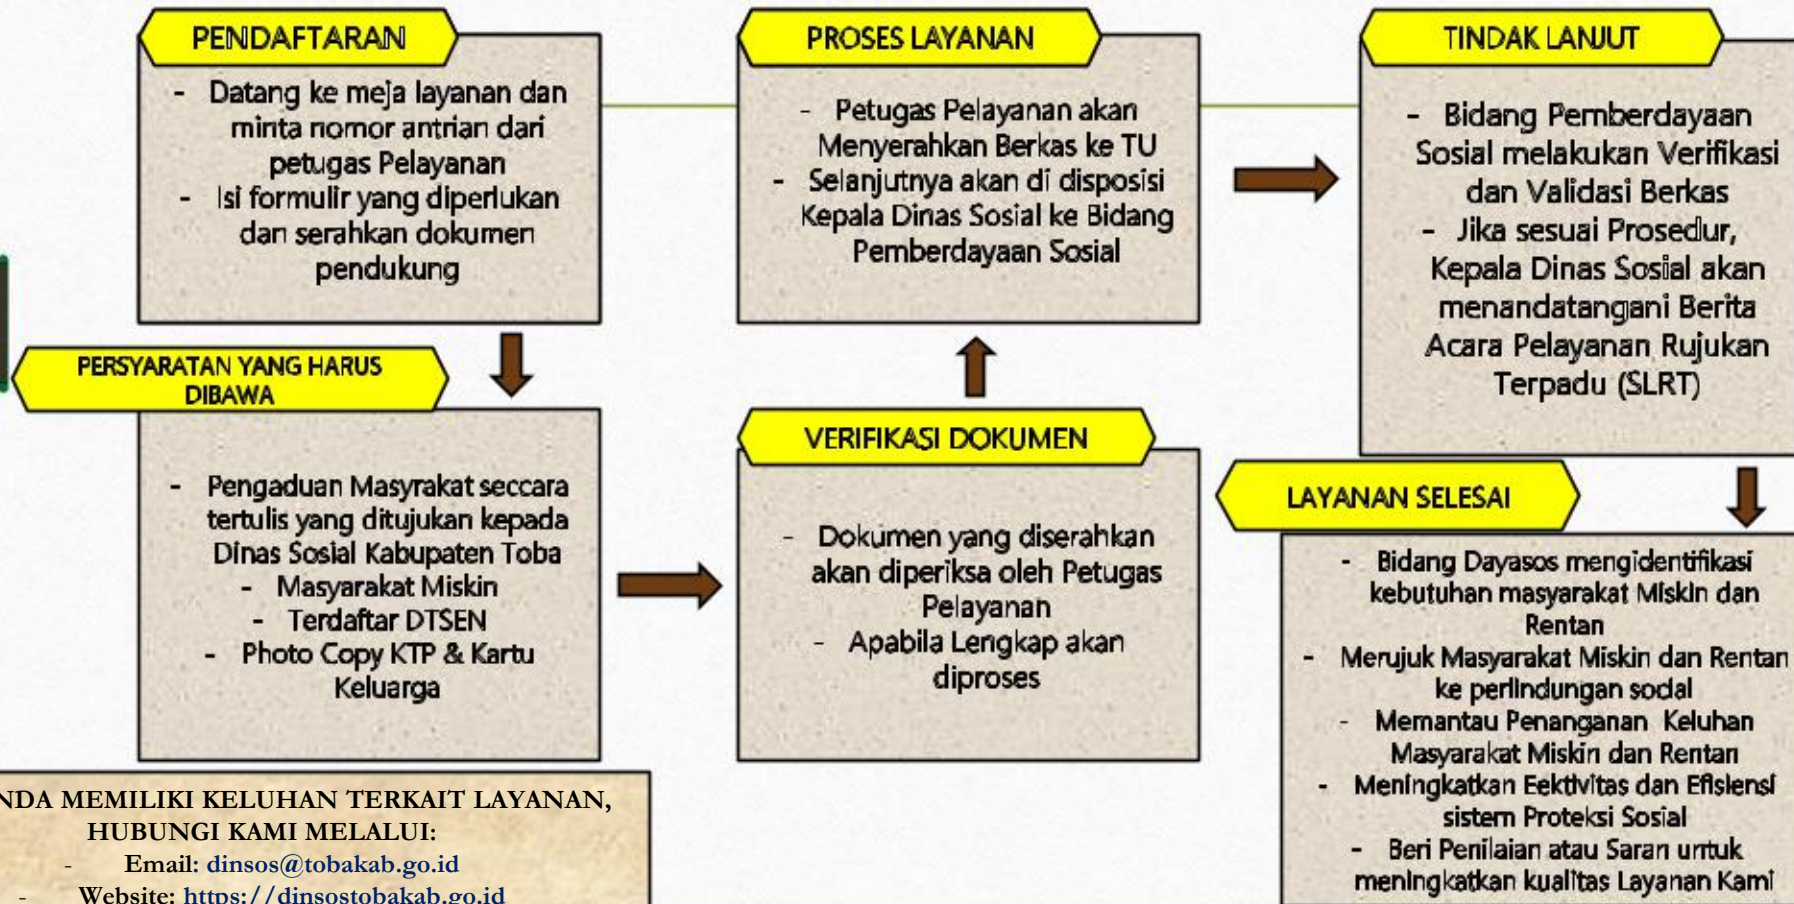 PENDAFTARAN
- Datang ke meja layanan dan
minta nomor antrian dari
petugas Pelayanan
- Isi formulir yang diperlukan
dan serahkan dokumen
pendukung
PERSYARATAN YANG HARUS
DIBAWA
- Pengaduan Masyrakat seccara
tertulis yang ditujukan kepada
Dinas Sosial Kabupaten Toba
- Masyarakat Miskin
- Terdaftar DTSEN
- Photo Copy KTP & Kartu
Keluarga
VERIFIKASI DOKUMEN
- Dokumen yang diserahkan
akan diperiksa oleh Petugas
Pelayanan
- Apabila Lengkap akan
diproses
PROSES LAYANAN
- Petugas Pelayanan akan
Menyerahkan Berkas ke TU
- Selanjutnya akan di disposisi
Kepala Dinas Sosial ke Bidang
Pemberdayaan Sosial
TINDAK LANJUT
- Bidang Pemberdayaan
Sosial melakukan Verifikasi
dan Validasi Berkas
- Jika sesuai Prosedur,
Kepala Dinas Sosial akan
menandatangani Berita
Acara Pelayanan Rujukan
Terpadu (SLRT)
LAYANAN SELESAI
- Bidang Dayasos mengidentifikasi
kebutuhan masyarakat Miskin dan
Rentan
- Merujuk Masyarakat Miskin dan Rentan
ke perlindungan social
- Memantau Penanganan Keluhan
Masyarakat Miskin dan Rentan
- Meningkatkan Eektivitas dan Efisiensi
sistem Proteksi Sosial
- Beri Penilaian atau Saran untuk
meningkatkan kualitas Layanan Kami
NDA MEMILIKI KELUHAN TERKAIT LAYANAN,
HUBUNGI KAMI MELALUI:
- Email: dinsos@tobakab.go.id
- Website: https://dinsostobakab.go.id